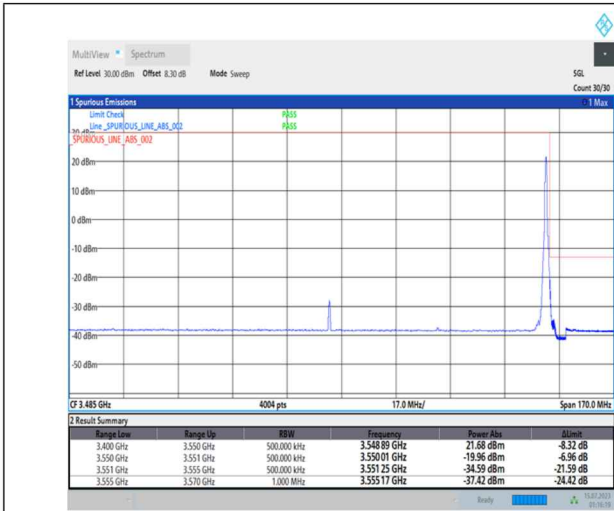 MultiView Spectrum
Ref Level 30.00 dBm Offset 8.30 dB Mode Sweep SGL
Count 30/30
1 Spurious Emissions 1 Max
Limit Check PASS
Line _SPURIOUS_LINE_ABS_002 PASS
SPURIOUS_LINE_ABS_002
20 dBm
10 dBm
0 dBm
-10 dBm
-20 dBm
-30 dBm
-40 dBm
-50 dBm
CF 3.485 GHz 4004 pts 17.0 MHz/ Span 170.0 MHz
2 Result Summary
Range Low Range Up RBW Frequency Power Abs ΔLimit
3.400 GHz 3.550 GHz 500.000 kHz 3.54889 GHz 21.68 dBm -8.32 dB
3.550 GHz 3.551 GHz 500.000 kHz 3.55001 GHz -19.96 dBm -6.96 dB
3.551 GHz 3.555 GHz 500.000 kHz 3.55125 GHz -34.59 dBm -21.59 dB
3.555 GHz 3.570 GHz 1.000 MHz 3.55517 GHz -37.42 dBm -24.42 dB
Ready 15.07.2023
01:16:19